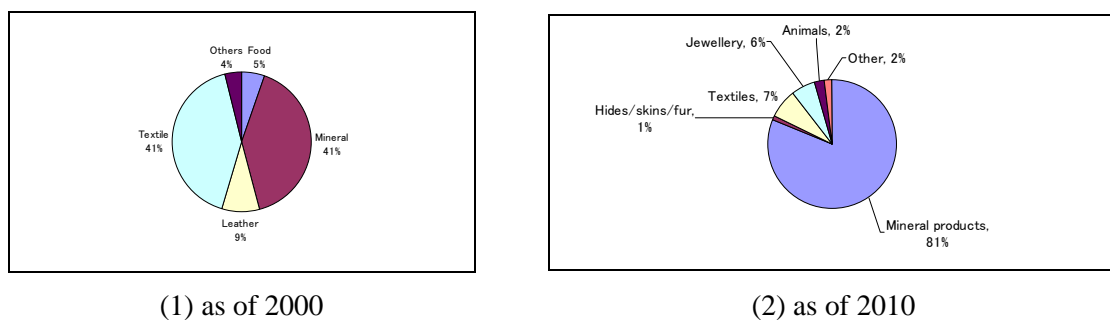 Others Food
4% 5%
Textile
41%
Mineral
41%
Leather
9%
Animals, 2%
Jewellery, 6%
Other, 2%
Textiles, 7%
Hides/skins/fur,
1%
Mineral products,
81%
(1) as of 2000
(2) as of 2010